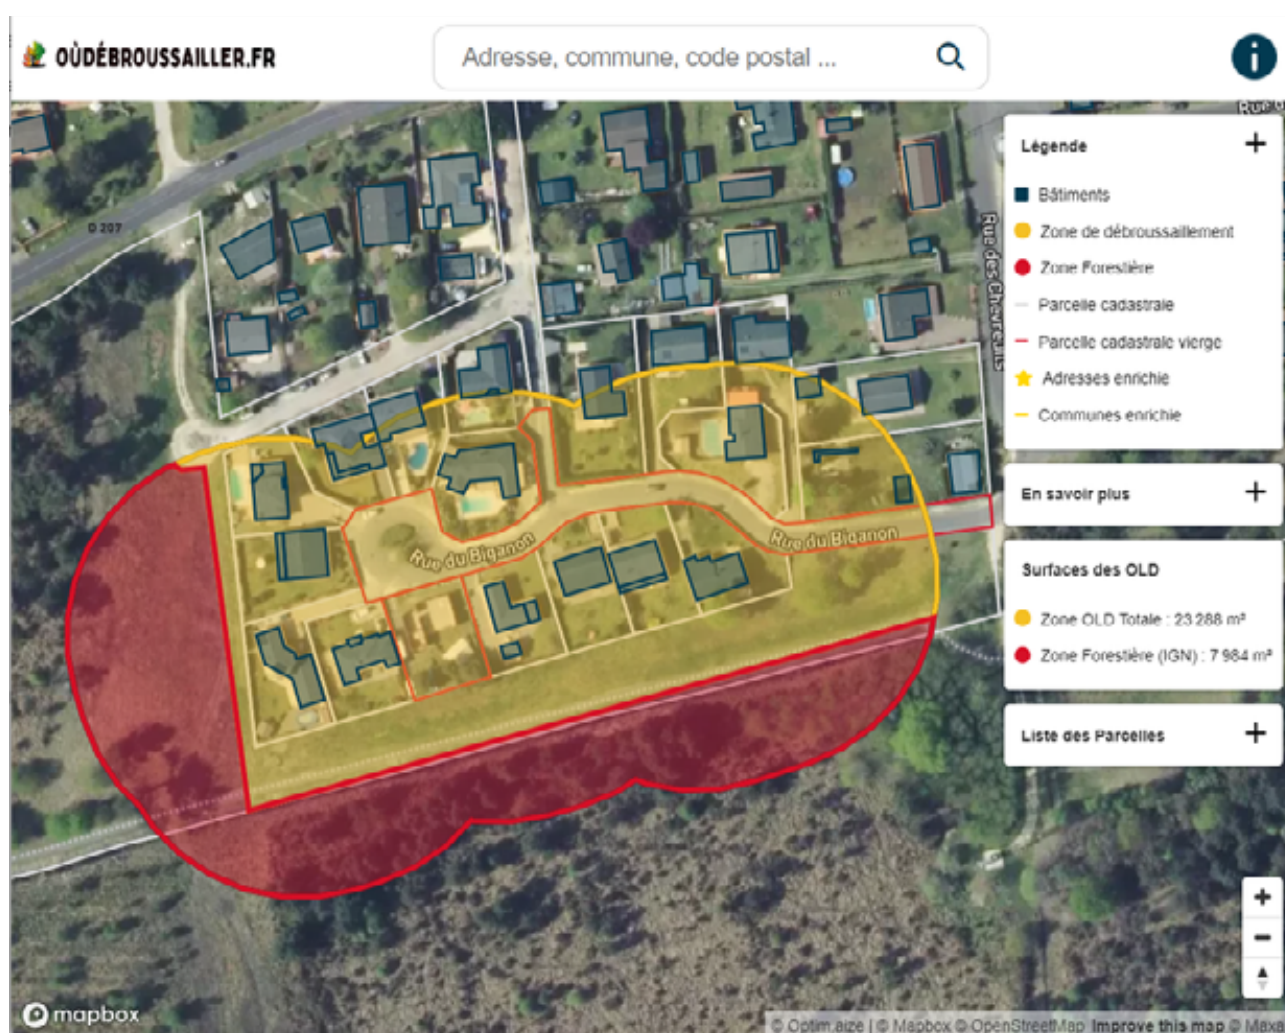 OÙDÉBROUSSAILLER.FR
Adresse, commune, code postal ...
i
D 207
Rue des Chevreuils
Rue du Biganon
Rue du Biganon
Légende +
Bâtiments
Zone de débroussaillement
Zone Forestière
Parcelle cadastrale
Parcelle cadastrale vierge
Adresses enrichie
Communes enrichie
En savoir plus +
Surfaces des OLD
Zone OLD Totale : 23 288 m²
Zone Forestière (IGN) : 7 984 m²
Liste des Parcelles +
+
−
mapbox
© Optim.aize | © Mapbox © OpenStreetMap Improve this map ©